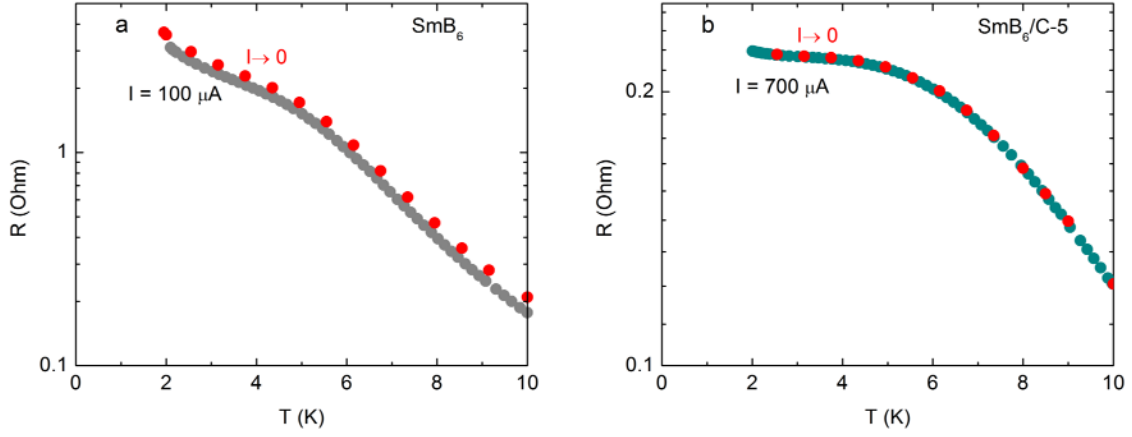 a
SmB6
I→ 0
I = 100 μA
1
0.1
R (Ohm)
0 2 4 6 8 10
T (K)
b
SmB6/C-5
I→ 0
I = 700 μA
0.2
0.1
R (Ohm)
0 2 4 6 8 10
T (K)